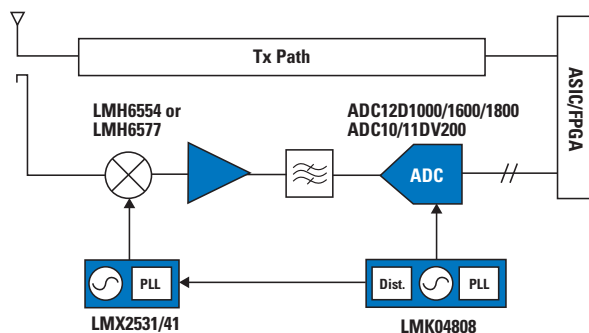 Tx Path
ASIC/FPGA
LMH6554 or
LMH6577
ADC12D1000/1600/1800
ADC10/11DV200
ADC
PLL
Dist.
PLL
LMX2531/41
LMK04808